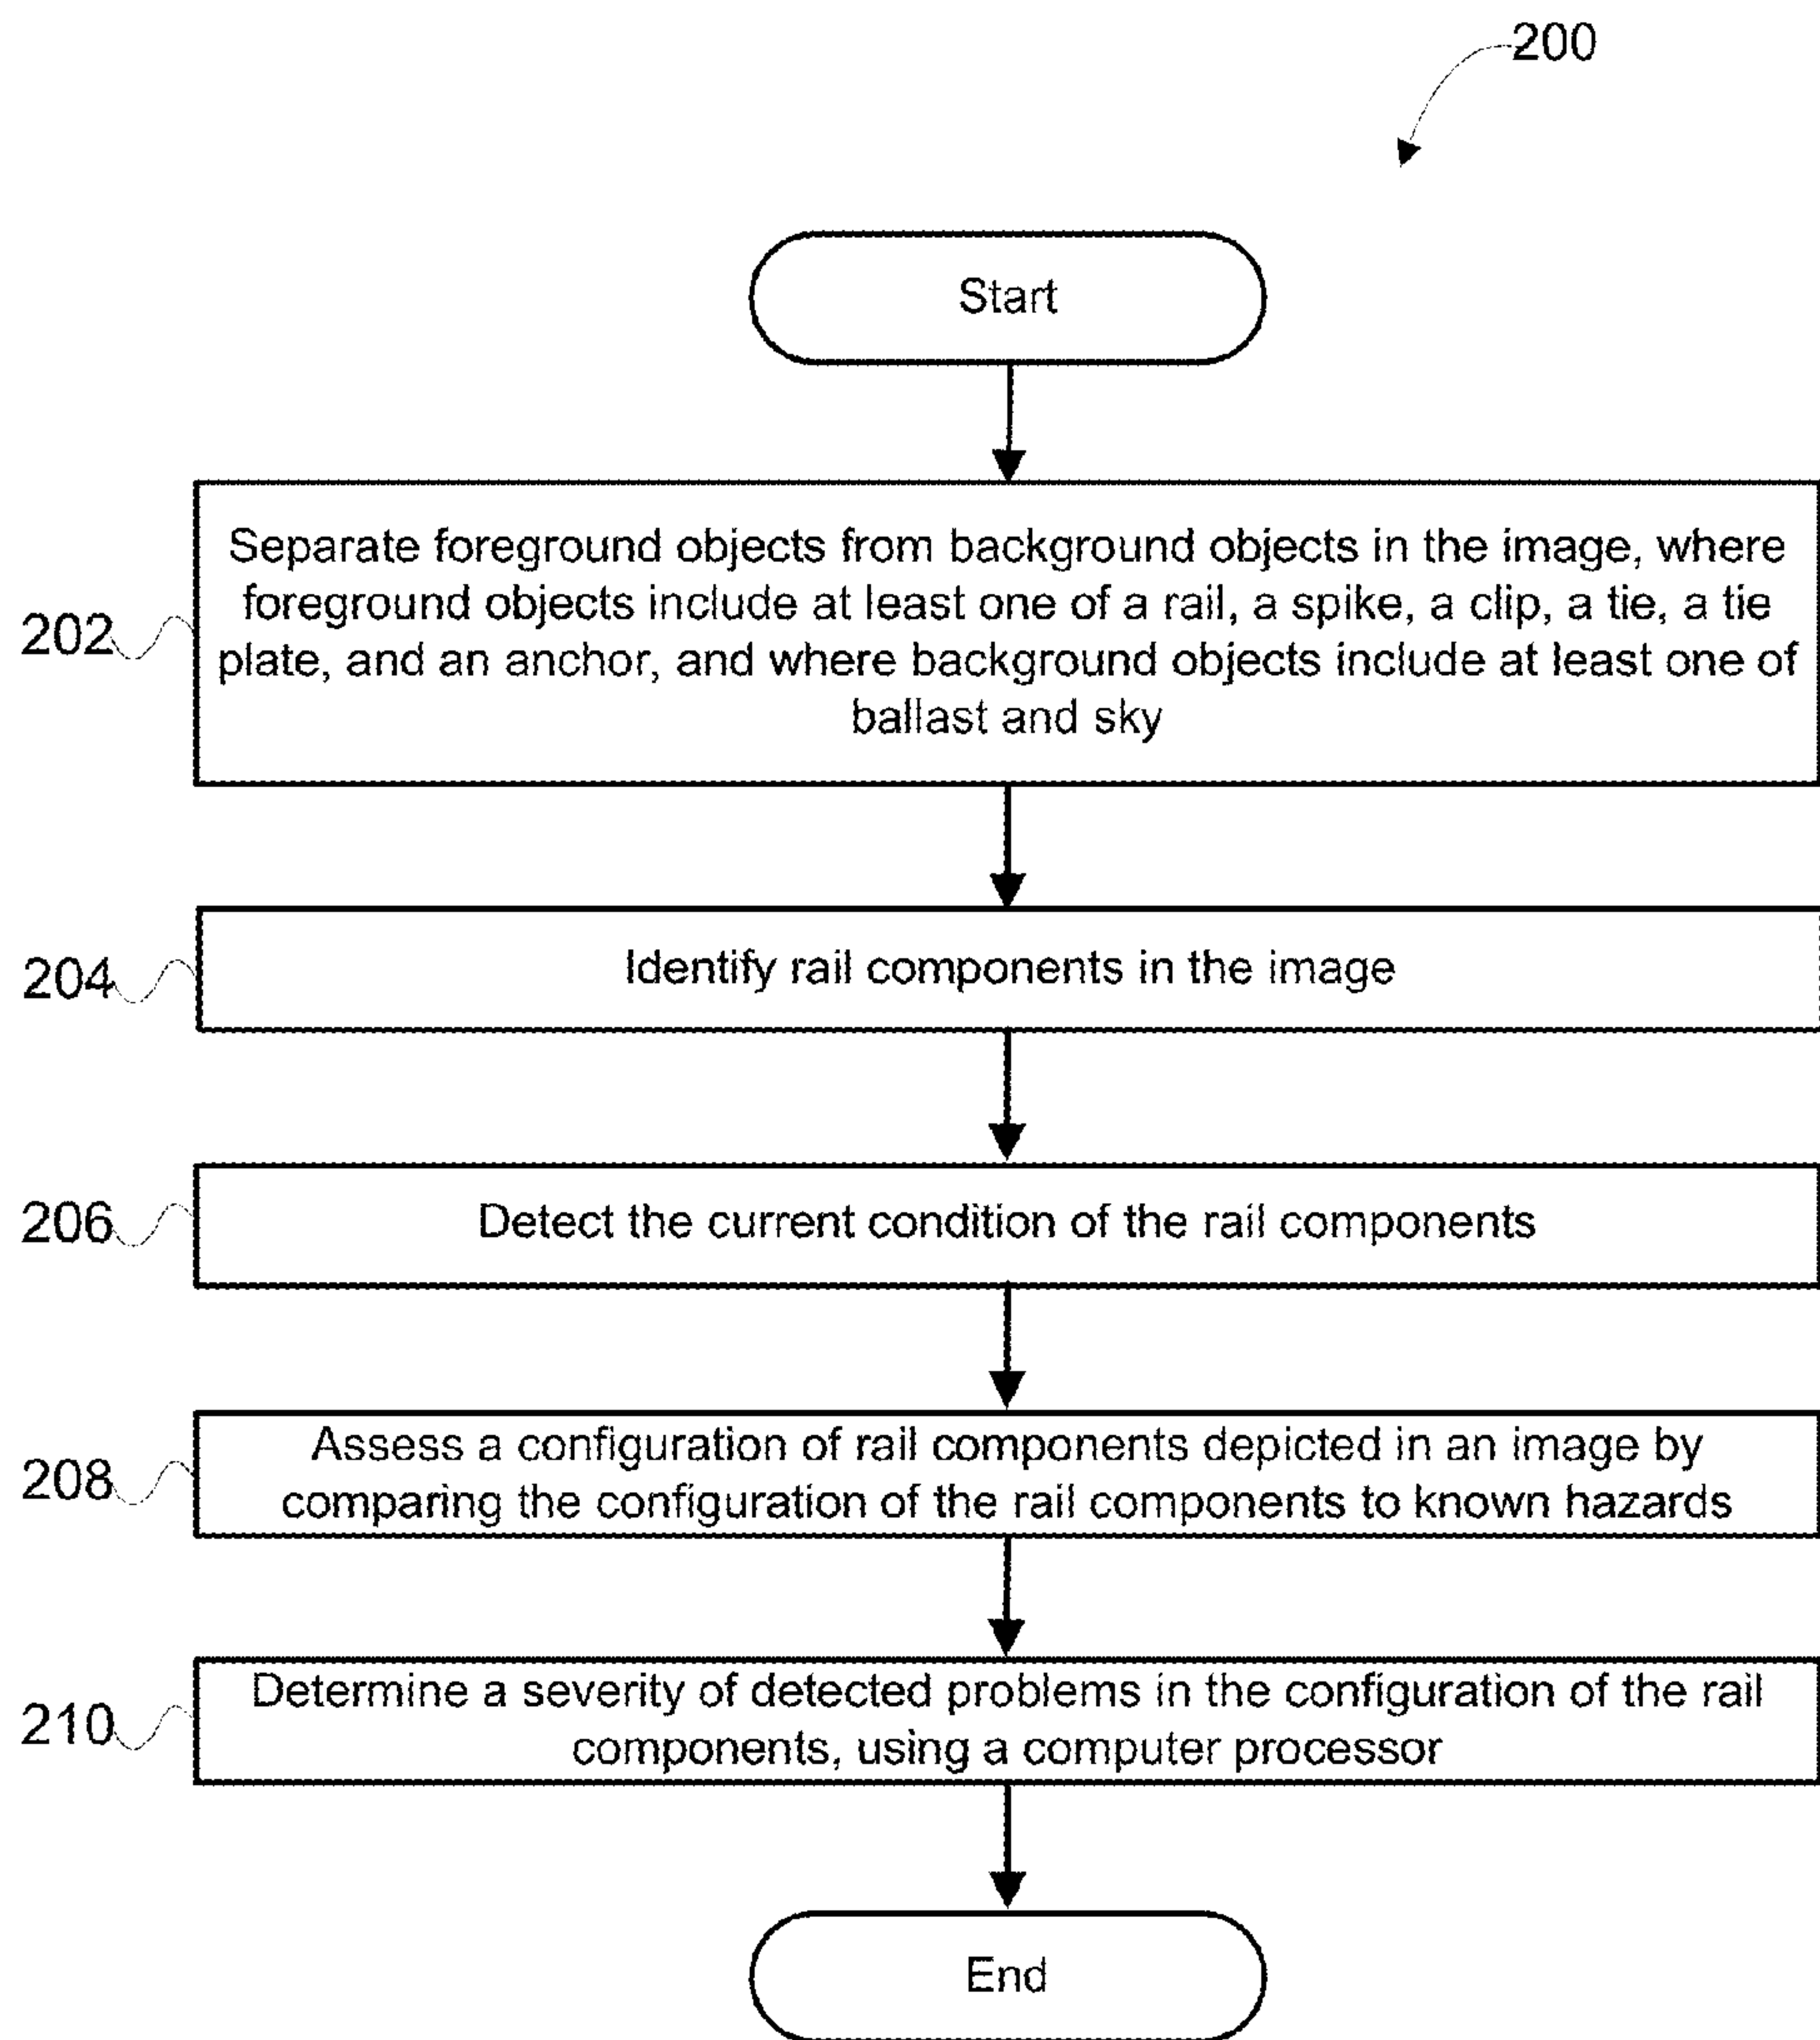 200
Start
202
Separate foreground objects from background objects in the image, where
foreground objects include at least one of a rail, a spike, a clip, a tie, a tie
plate, and an anchor, and where background objects include at least one of
ballast and sky
204
Identify rail components in the image
206
Detect the current condition of the rail components
208
Assess a configuration of rail components depicted in an image by
comparing the configuration of the rail components to known hazards
210
Determine a severity of detected problems in the configuration of the rail
components, using a computer processor
End